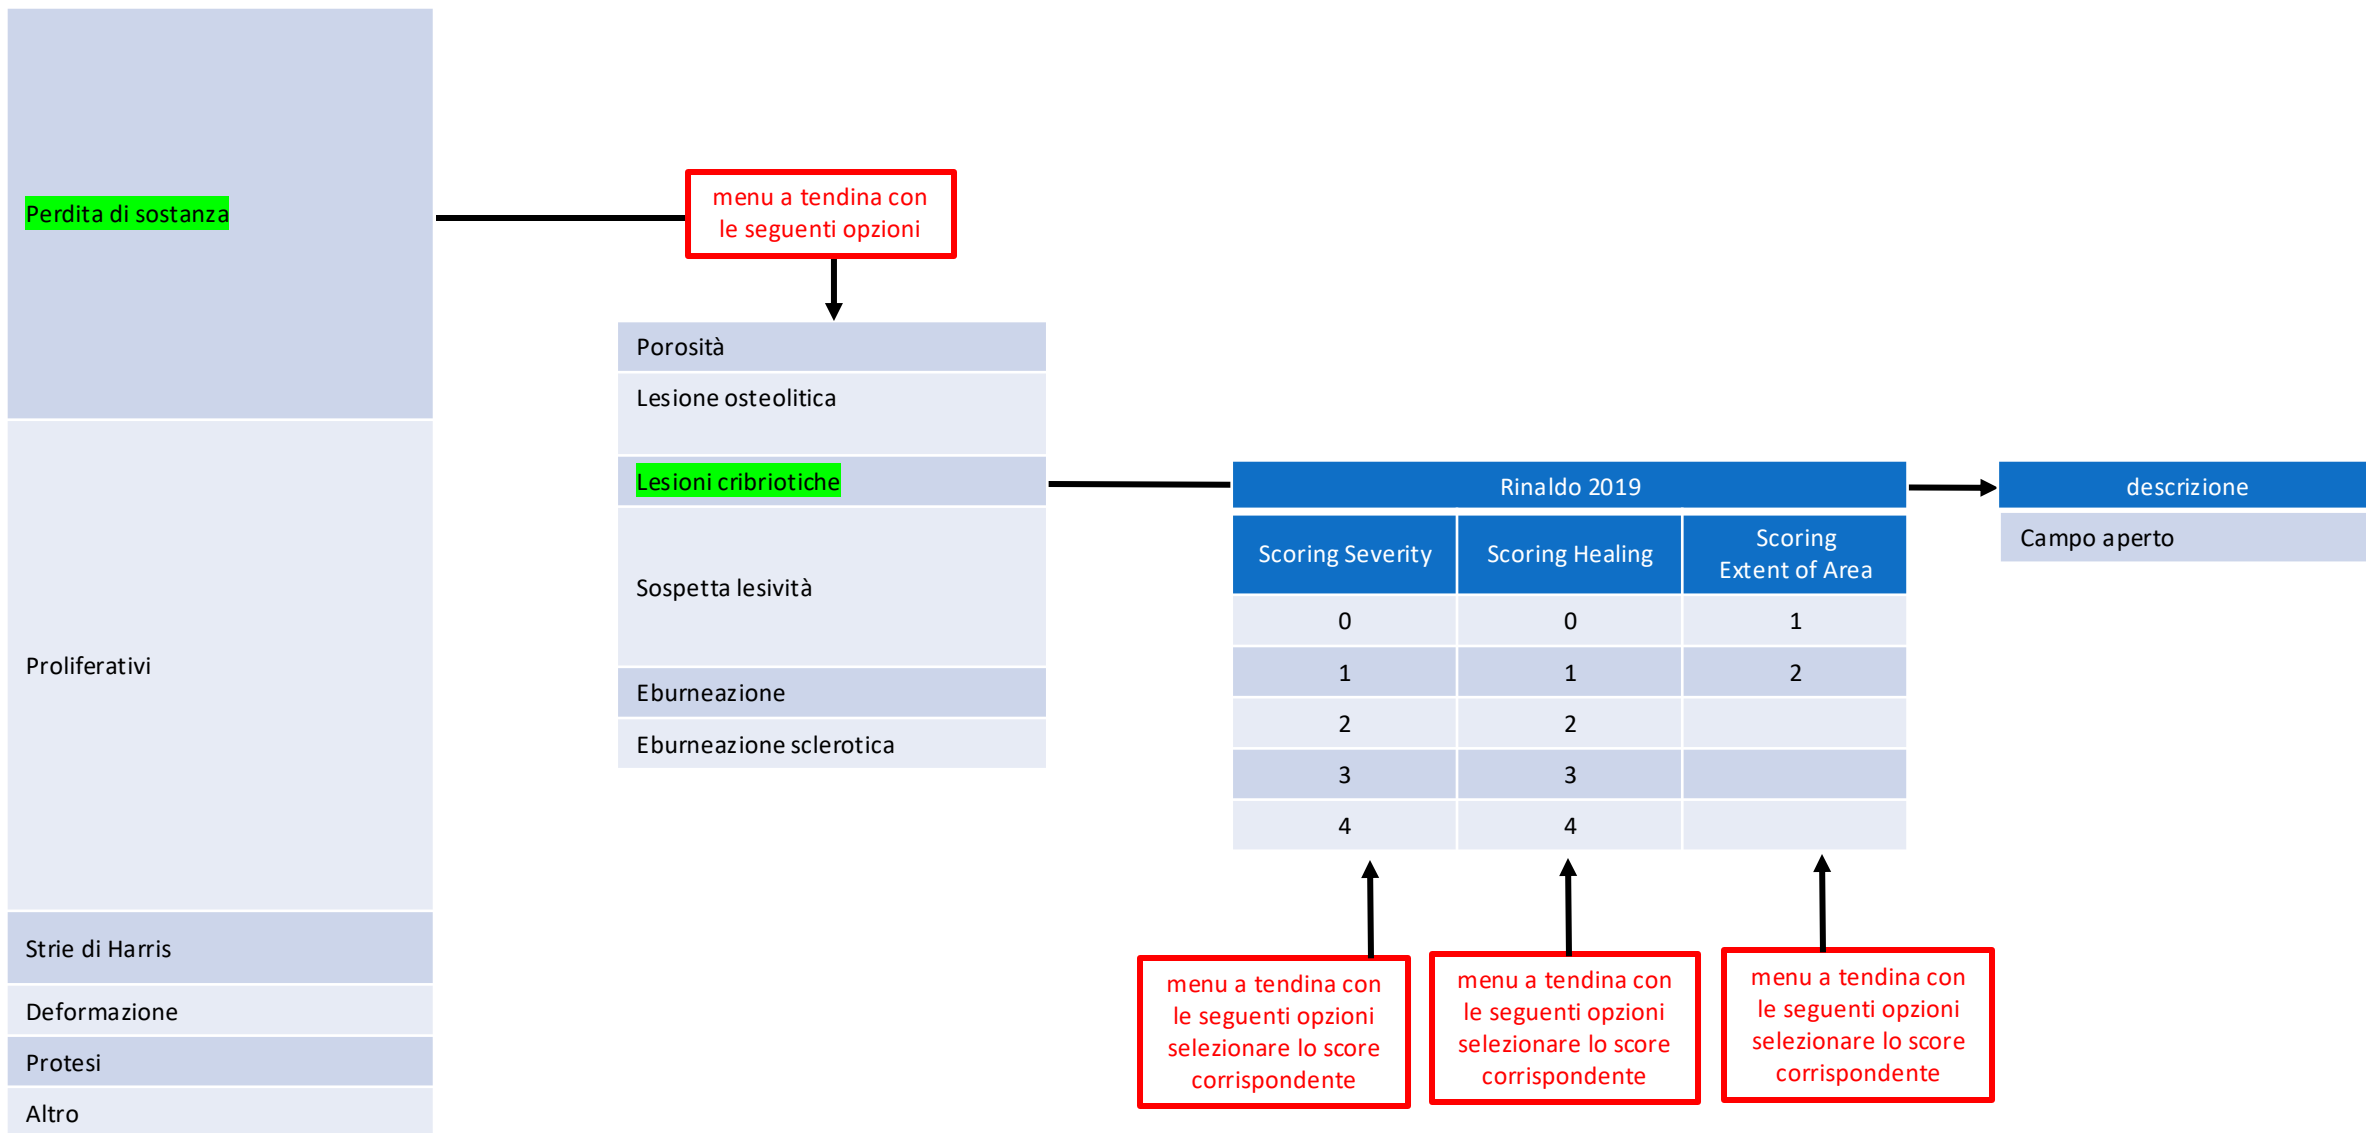 Perdita di sostanza
Proliferativi
Strie di Harris
Deformazione
Protesi
Altro
menu a tendina con
le seguenti opzioni
Porosità
Lesione osteolitica
Lesioni cribriotiche
Sospetta lesività
Eburneazione
Eburneazione sclerotica
Rinaldo 2019
Scoring Severity Scoring Healing Scoring
Extent of Area
0 0 1
1 1 2
2 2
3 3
4 4
descrizione
Campo aperto
menu a tendina con
le seguenti opzioni
selezionare lo score
corrispondente
menu a tendina con
le seguenti opzioni
selezionare lo score
corrispondente
menu a tendina con
le seguenti opzioni
selezionare lo score
corrispondente